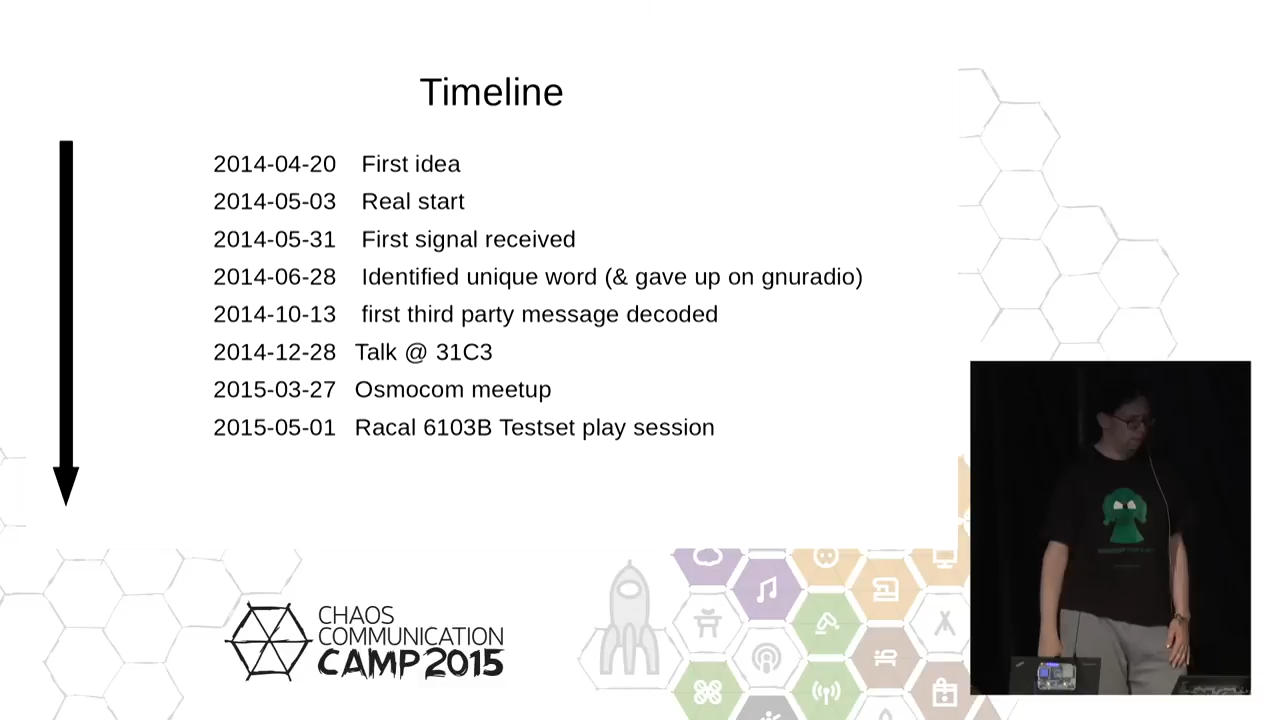 Timeline
2014-04-20 First idea
2014-05-03 Real start
2014-05-31 First signal received
2014-06-28 Identified unique word (& gave up on gnuradio)
2014-10-13 first third party message decoded
2014-12-28 Talk @ 31C3
2015-03-27 Osmocom meetup
2015-05-01 Racal 6103B Testset play session
CHAOS
COMMUNICATION
CAMP 2015